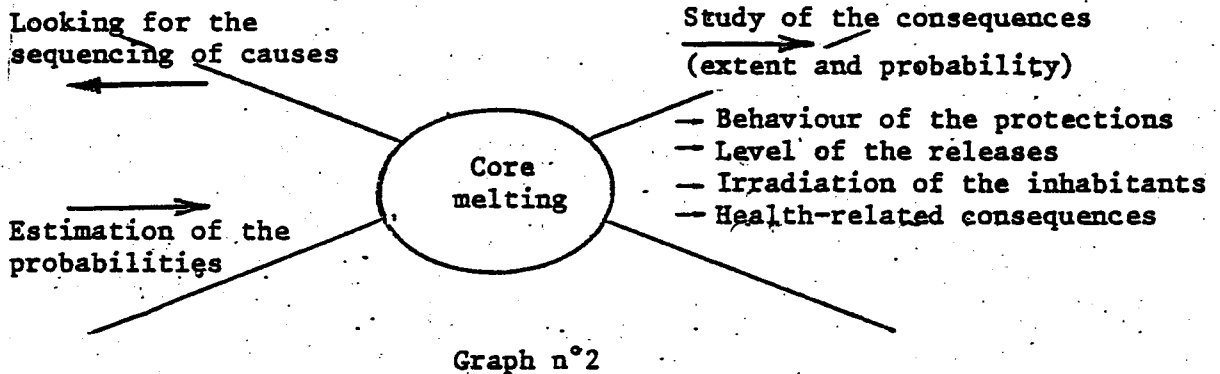 Looking for the
sequencing of causes
Estimation of the
probabilities
Core
melting
Study of the consequences
(extent and probability)
→ Behaviour of the protections
→ Level of the releases
→ Irradiation of the inhabitants
→ Health-related consequences
Graph n°2